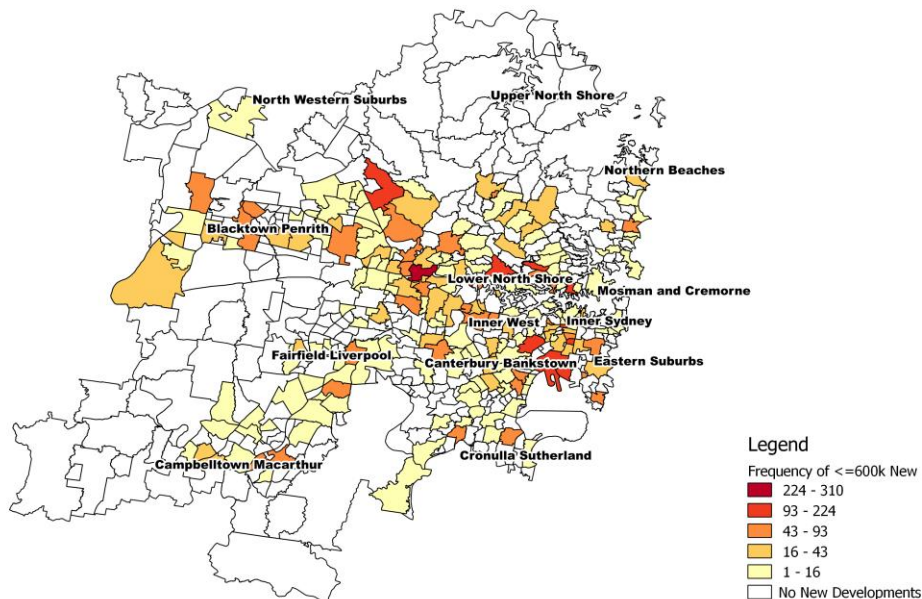 Upper North Shore
North Western Suburbs
Northern Beaches
Blacktown Penrith
Lower North Shore
Mosman and Cremorne
Inner West
Inner Sydney
Fairfield Liverpool
Canterbury Bankstown
Eastern Suburbs
Cronulla Sutherland
Campbelltown Macarthur
Legend
Frequency of <=600k New
224 - 310
93 - 224
43 - 93
16 - 43
1 - 16
No New Developments